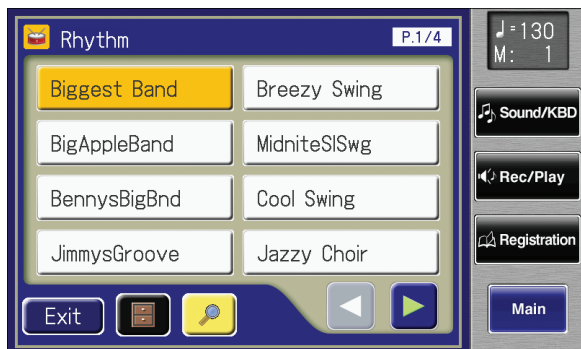 Rhythm P.1/4
Biggest Band Breezy Swing
BigAppleBand MidniteSlSwg
BennysBigBnd Cool Swing
JimmysGroove Jazzy Choir
Exit
♩=130
M: 1
Sound/KBD
Rec/Play
Registration
Main